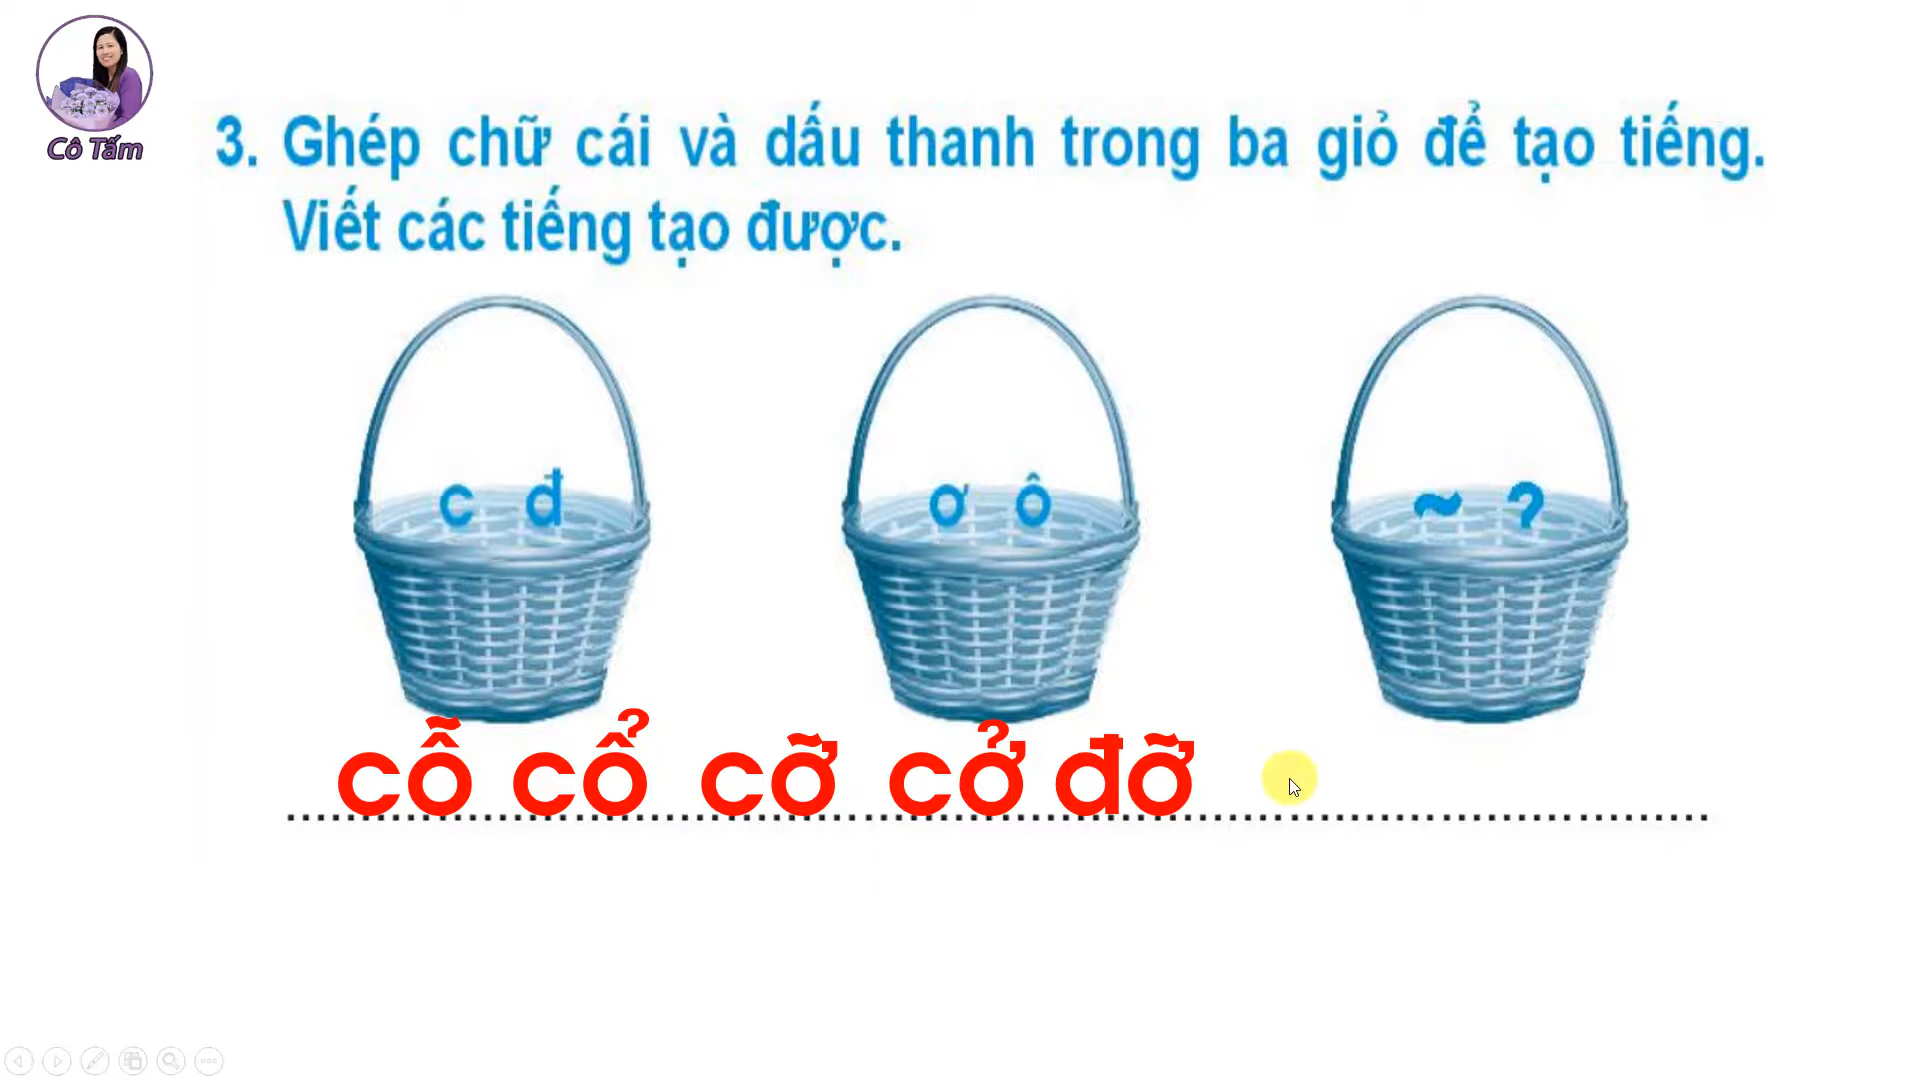 Cô Tấm
3. Ghép chữ cái và dấu thanh trong ba giỏ để tạo tiếng.
Viết các tiếng tạo được.
c đ ơ ô ~ ?
cỗ cổ cỡ cở đỡ